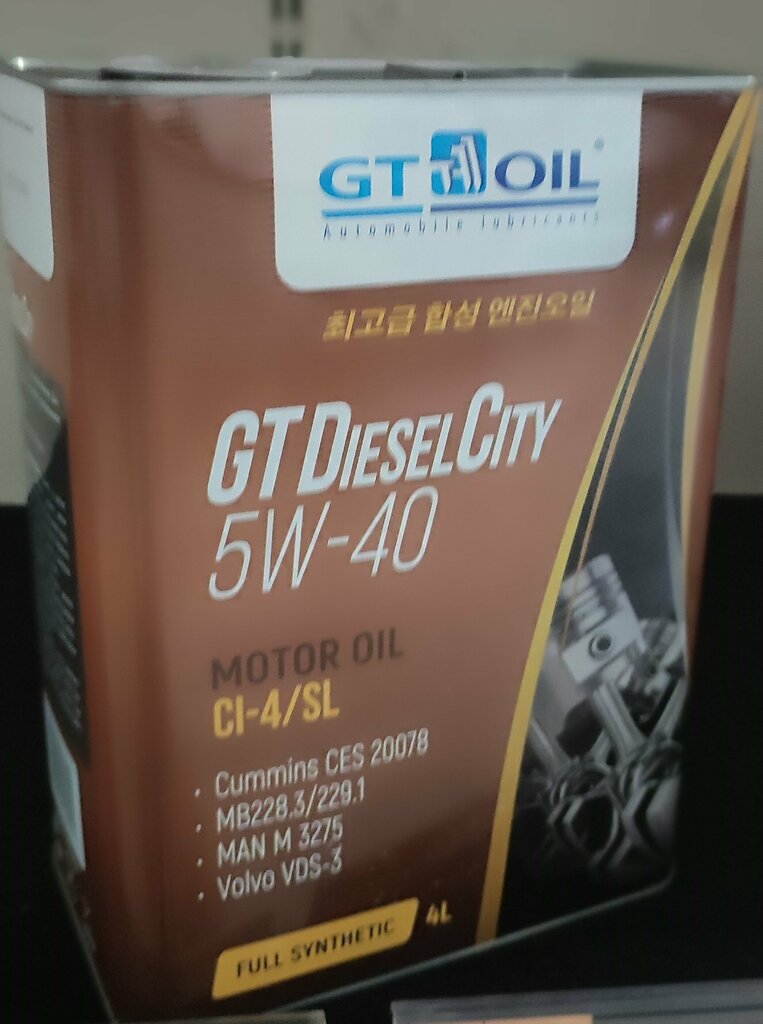 GT OIL®
Automobile lubricants
최고급 합성 엔진오일
GT DIESEL CITY
5W-40
MOTOR OIL
CI-4/SL
· Cummins CES 20078
· MB228.3/229.1
· MAN M 3275
· Volvo VDS-3
FULL SYNTHETIC 4L